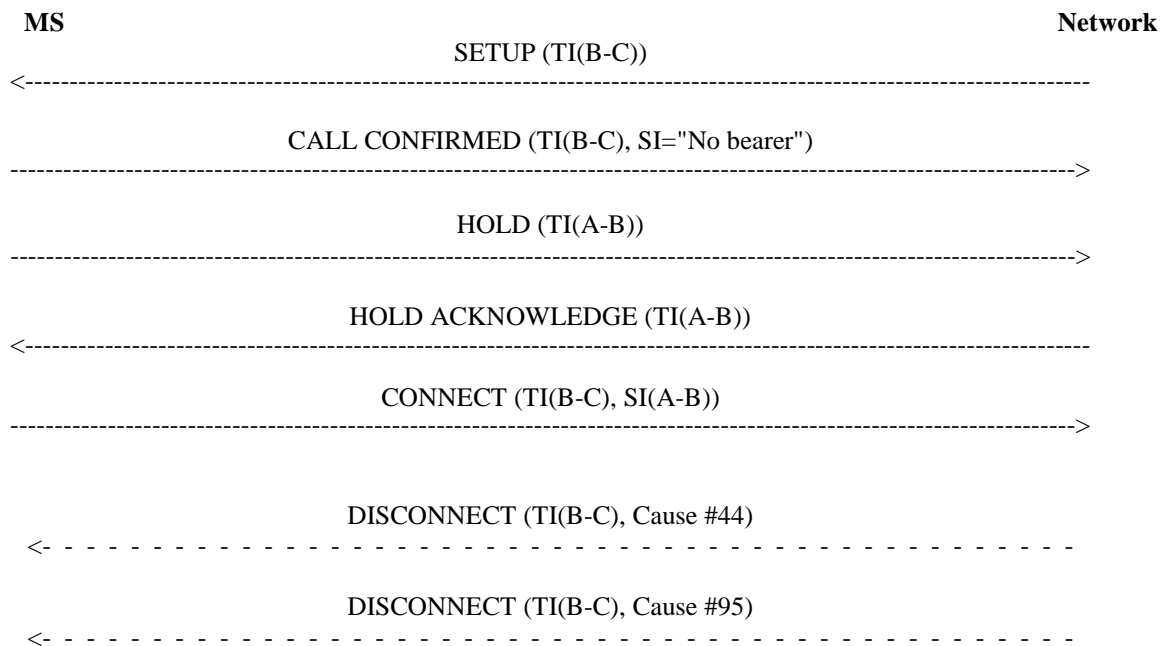 MS Network
SETUP (TI(B-C))
<----------------------------------------------------------------------------------------------------------------------
CALL CONFIRMED (TI(B-C), SI="No bearer")
---------------------------------------------------------------------------------------------------------------------->
HOLD (TI(A-B))
---------------------------------------------------------------------------------------------------------------------->
HOLD ACKNOWLEDGE (TI(A-B))
<----------------------------------------------------------------------------------------------------------------------
CONNECT (TI(B-C), SI(A-B))
---------------------------------------------------------------------------------------------------------------------->
DISCONNECT (TI(B-C), Cause #44)
<- - - - - - - - - - - - - - - - - - - - - - - - - - - - - - - - - - - - - - - - - - - - - - -
DISCONNECT (TI(B-C), Cause #95)
<- - - - - - - - - - - - - - - - - - - - - - - - - - - - - - - - - - - - - - - - - - - - - - -